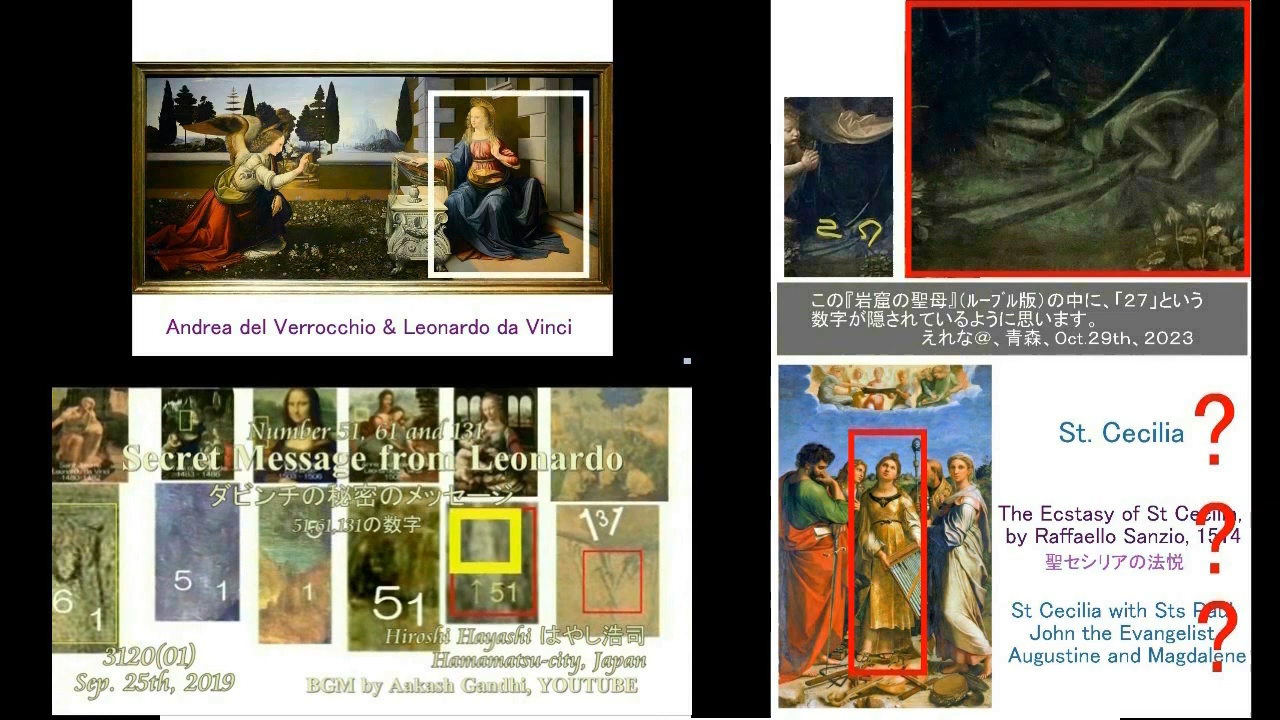 Andrea del Verrocchio & Leonardo da Vinci
Number 51, 61 and 131
Secret Message from Leonardo
ダビンチの秘密のメッセージ
51,61,131の数字
6 1
5 1
1
51
↑51
131
Hiroshi Hayashi はやし浩司
Hamamatsu-city, Japan
3120(01)
Sep. 25th, 2019
BGM by Aakash Gandhi, YOUTUBE
27
この『岩窟の聖母』(ルーブル版)の中に、「27」という
数字が隠されているように思います。
えれな@、青森、Oct.29th、2023
St. Cecilia ?
The Ecstasy of St Cecilia,
by Raffaello Sanzio, 1514
?
聖セシリアの法悦
St Cecilia with Sts Paul
John the Evangelist
?
Augustine and Magdalene